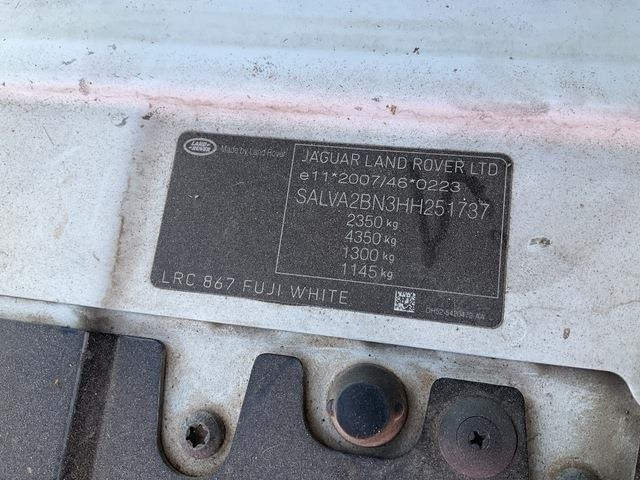 LAND ROVER
Made by Land Rover
JAGUAR LAND ROVER LTD
e11*2007/46*0223
SALVA2BN3HH251737
2350 kg
4350 kg
1300 kg
1145 kg
LRC 867 FUJI WHITE